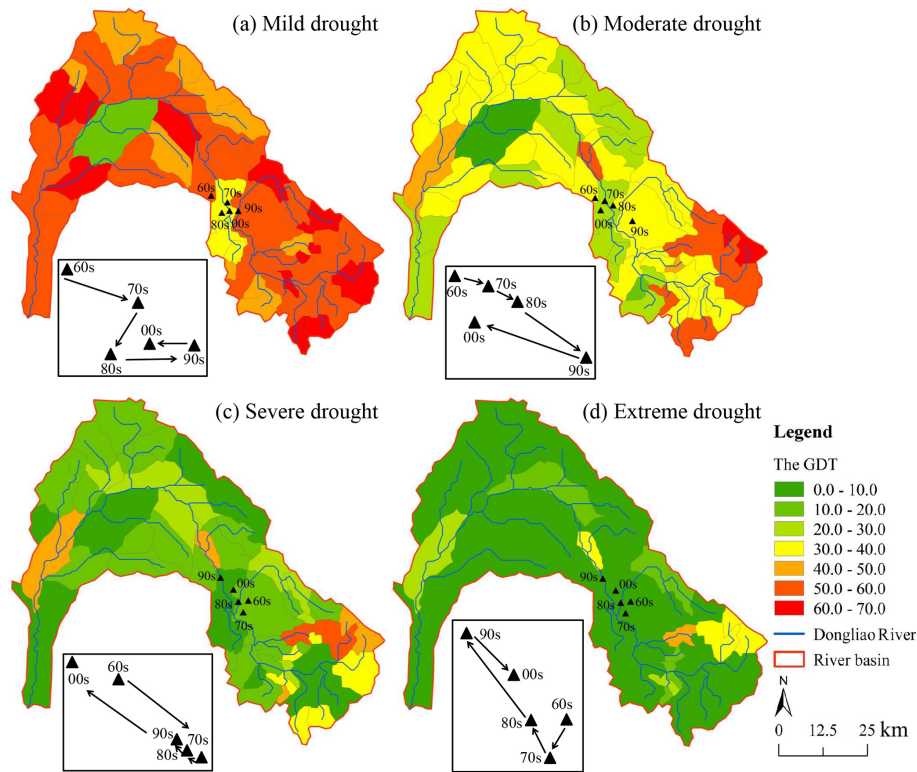 (a) Mild drought
60s
70s
90s
80s
00s
60s
70s
00s
80s
90s
(b) Moderate drought
60s
70s
80s
00s
90s
60s
70s
80s
00s
90s
(c) Severe drought
90s
00s
80s
60s
70s
00s
60s
90s
70s
80s
(d) Extreme drought
90s
00s
80s
60s
70s
90s
00s
60s
80s
70s
Legend
The GDT
0.0 - 10.0
10.0 - 20.0
20.0 - 30.0
30.0 - 40.0
40.0 - 50.0
50.0 - 60.0
60.0 - 70.0
Dongliao River
River basin
N
0 12.5 25 km